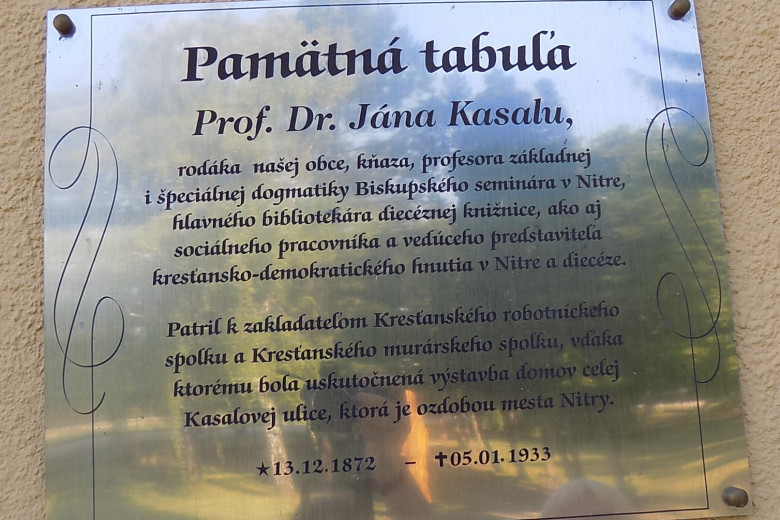 Pamätná tabuľa
Prof. Dr. Jána Kasalu,
rodáka našej obce, kňaza, profesora základnej
i špeciálnej dogmatiky Biskupského seminára v Nitre,
hlavného bibliotekára diecéznej knižnice, ako aj
sociálneho pracovníka a vedúceho predstaviteľa
kresťansko-demokratického hnutia v Nitre a diecéze.
Patril k zakladateľom Kresťanského robotníckeho
spolku a Kresťanského murárskeho spolku, vďaka
ktorému bola uskutočnená výstavba domov celej
Kasalovej ulice, ktorá je ozdobou mesta Nitry.
★13.12.1872 – ✝05.01.1933